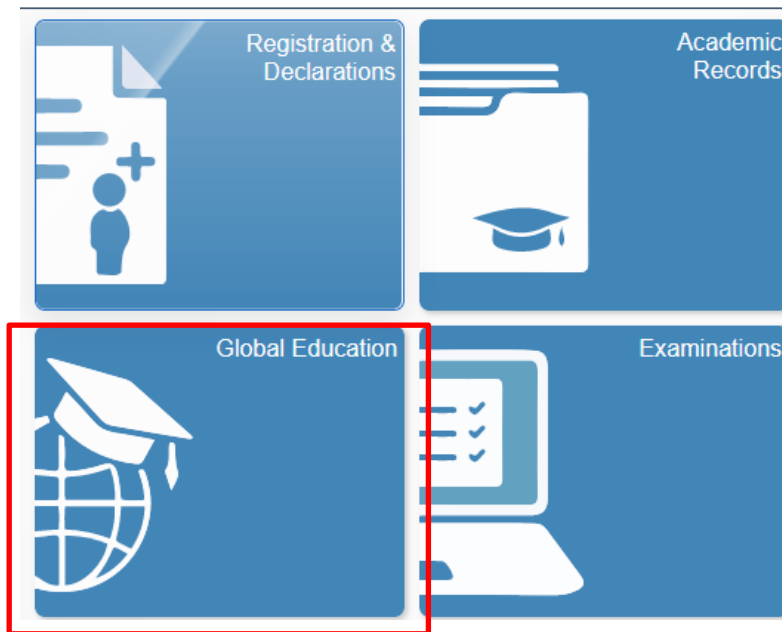 Registration &
Declarations
Academic
Records
Global Education
Examinations